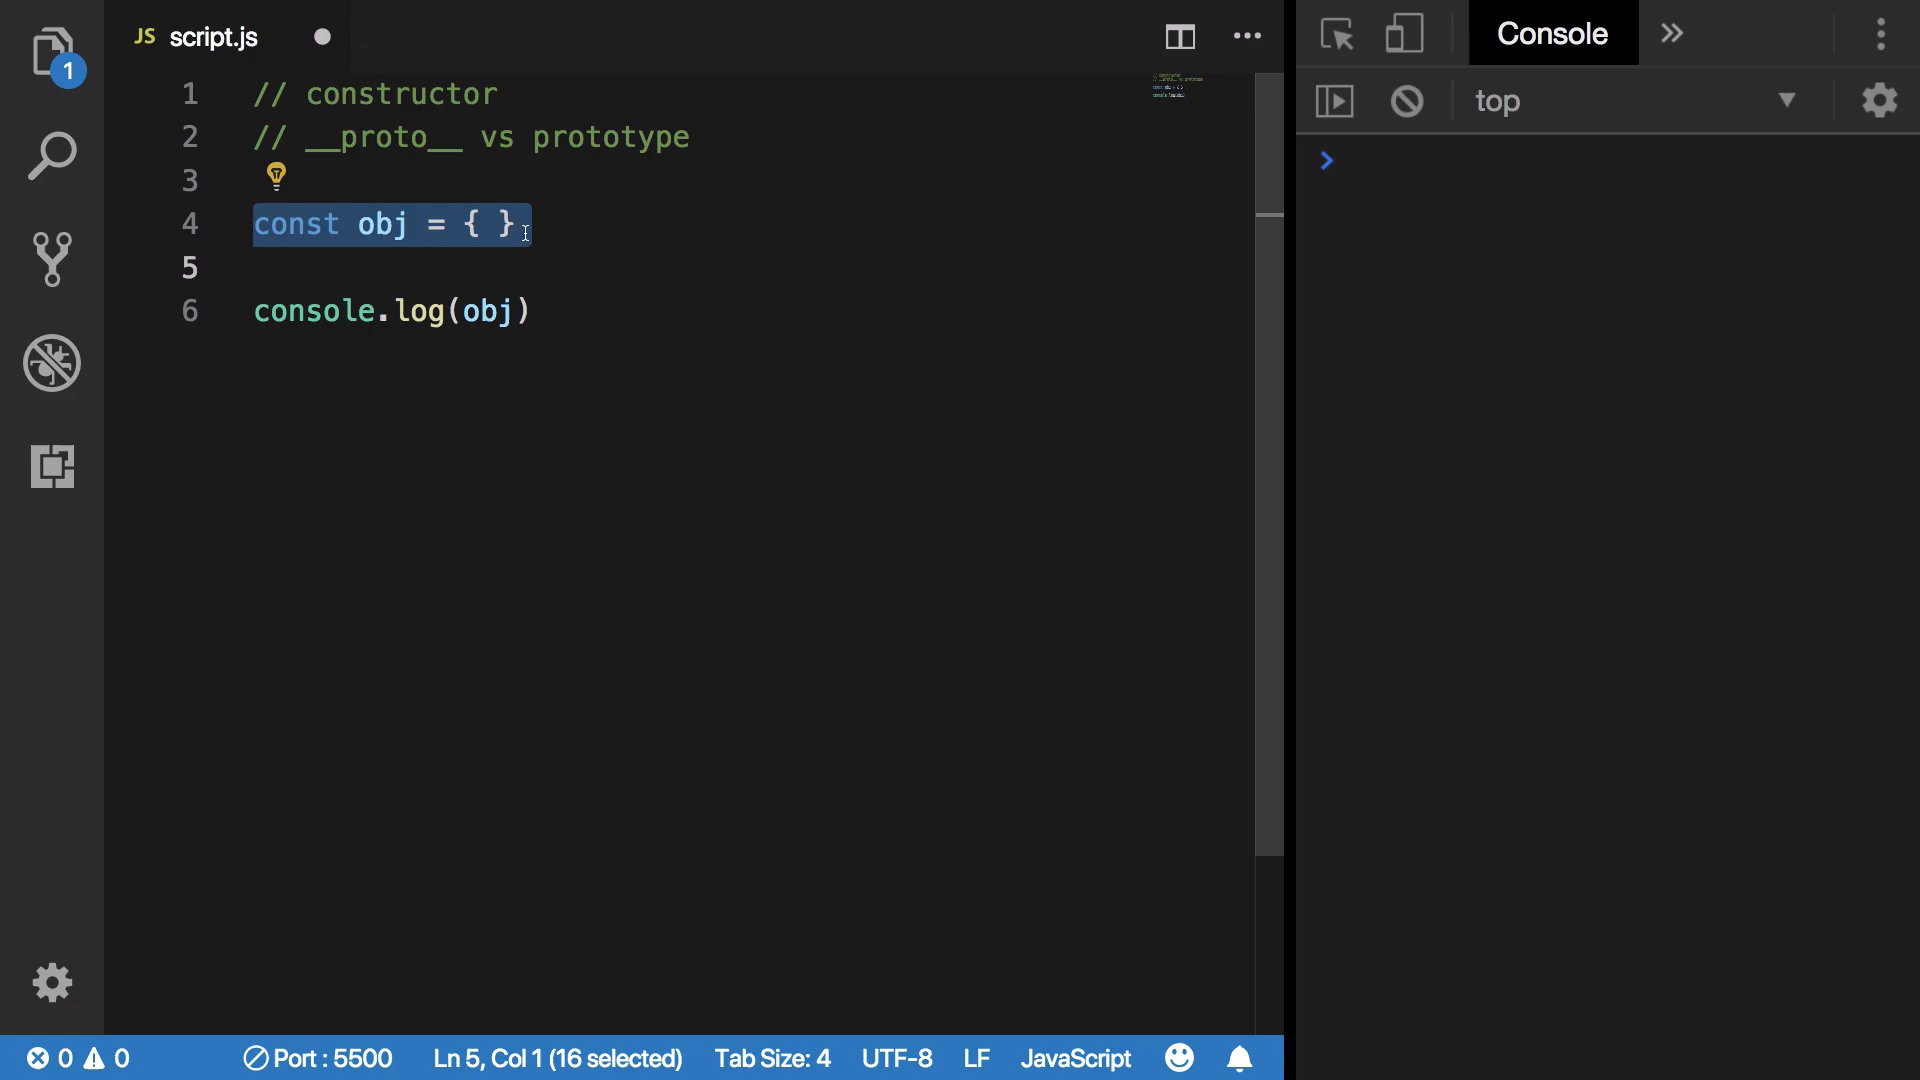 JS script.js
1 // constructor
2 // __proto__ vs prototype
3
4 const obj = { }
5
6 console.log(obj)
1
0 0 Port : 5500 Ln 5, Col 1 (16 selected) Tab Size: 4 UTF-8 LF JavaScript
Console
top